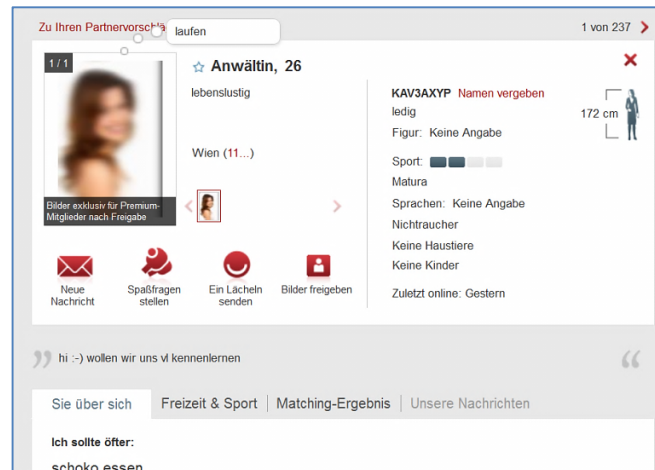 Zu Ihren Partnervorschlä
laufen
1 von 237
1 / 1
Anwältin, 26
lebenslustig
Wien (11...)
Bilder exklusiv für Premium-
Mitglieder nach Freigabe
KAV3AXYP Namen vergeben
ledig
Figur: Keine Angabe
172 cm
Sport:
Matura
Sprachen: Keine Angabe
Nichtraucher
Keine Haustiere
Keine Kinder
Zuletzt online: Gestern
Neue
Nachricht
Spaßfragen
stellen
Ein Lächeln
senden
Bilder freigeben
hi :-) wollen wir uns vl kennenlernen
Sie über sich
Freizeit & Sport
Matching-Ergebnis
Unsere Nachrichten
Ich sollte öfter:
schoko essen